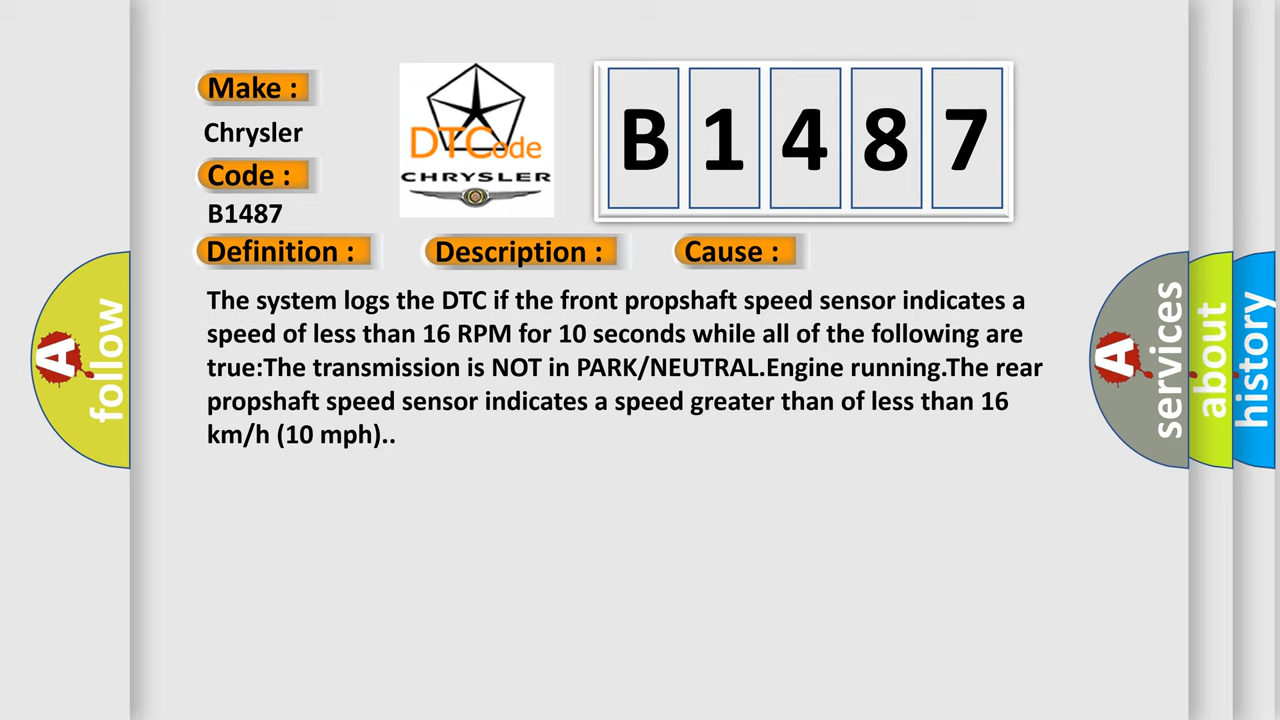 Make :
Chrysler
Code :
B1487
DTCode
CHRYSLER
B 1 4 8 7
Definition :
Description :
Cause :
The system logs the DTC if the front propshaft speed sensor indicates a
speed of less than 16 RPM for 10 seconds while all of the following are
true:The transmission is NOT in PARK/NEUTRAL.Engine running.The rear
propshaft speed sensor indicates a speed greater than of less than 16
km/h (10 mph)..
A follow
A services
about
history